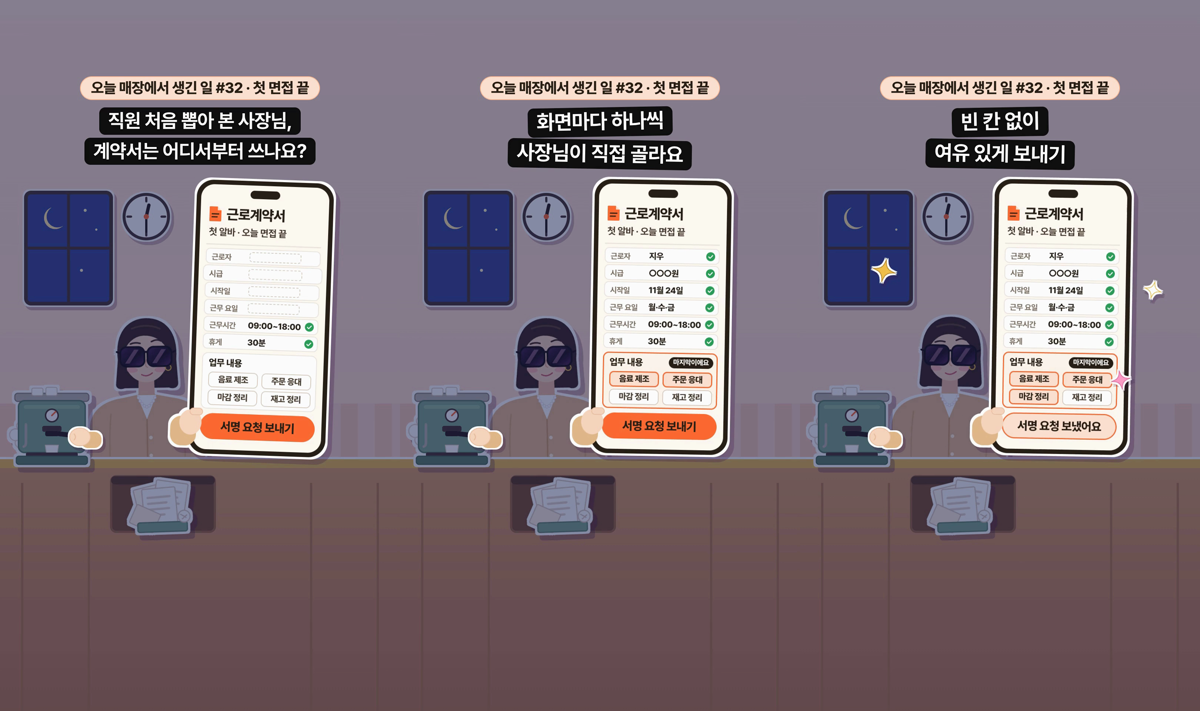 오늘 매장에서 생긴 일 #32 · 첫 면접 끝
직원 처음 뽑아 본 사장님,
계약서는 어디서부터 쓰나요?
근로계약서
첫 알바 · 오늘 면접 끝
근로자
시급
시작일
근무 요일
근무시간 09:00~18:00
휴게 30분
업무 내용
음료 제조 주문 응대
마감 정리 재고 정리
서명 요청 보내기
오늘 매장에서 생긴 일 #32 · 첫 면접 끝
화면마다 하나씩
사장님이 직접 골라요
근로계약서
첫 알바 · 오늘 면접 끝
근로자 지우
시급 OOO원
시작일 11월 24일
근무 요일 월·수·금
근무시간 09:00~18:00
휴게 30분
업무 내용 마지막이에요
음료 제조 주문 응대
마감 정리 재고 정리
서명 요청 보내기
오늘 매장에서 생긴 일 #32 · 첫 면접 끝
빈 칸 없이
여유 있게 보내기
근로계약서
첫 알바 · 오늘 면접 끝
근로자 지우
시급 OOO원
시작일 11월 24일
근무 요일 월·수·금
근무시간 09:00~18:00
휴게 30분
업무 내용 마지막이에요
음료 제조 주문 응대
마감 정리 재고 정리
서명 요청 보냈어요